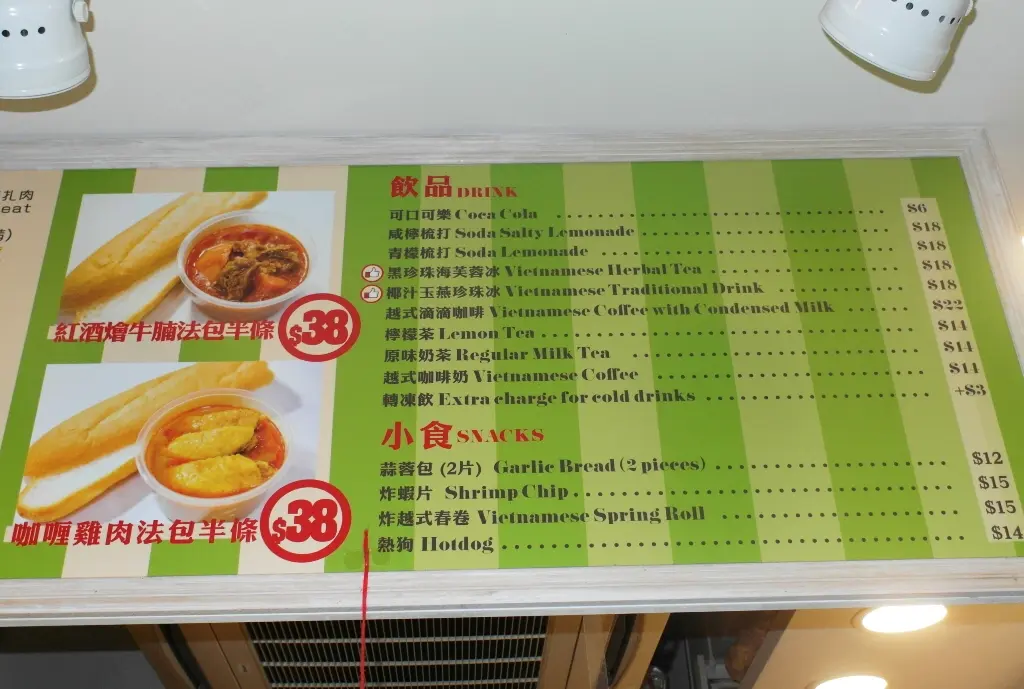 扎肉
eat
紅酒燴牛腩法包半條 $38
咖喱雞肉法包半條 $38
飲品 DRINK
可口可樂 Coca Cola $6
咸檸梳打 Soda Salty Lemonade $18
青檬梳打 Soda Lemonade $18
黑珍珠海芙蓉冰 Vietnamese Herbal Tea $18
椰汁玉燕珍珠冰 Vietnamese Traditional Drink $18
越式滴滴咖啡 Vietnamese Coffee with Condensed Milk $22
檸檬茶 Lemon Tea $14
原味奶茶 Regular Milk Tea $14
越式咖啡奶 Vietnamese Coffee $14
轉凍飲 Extra charge for cold drinks +$3
小食 SNACKS
蒜蓉包 (2片) Garlic Bread (2 pieces) $12
炸蝦片 Shrimp Chip $15
炸越式春卷 Vietnamese Spring Roll $15
熱狗 Hotdog $14